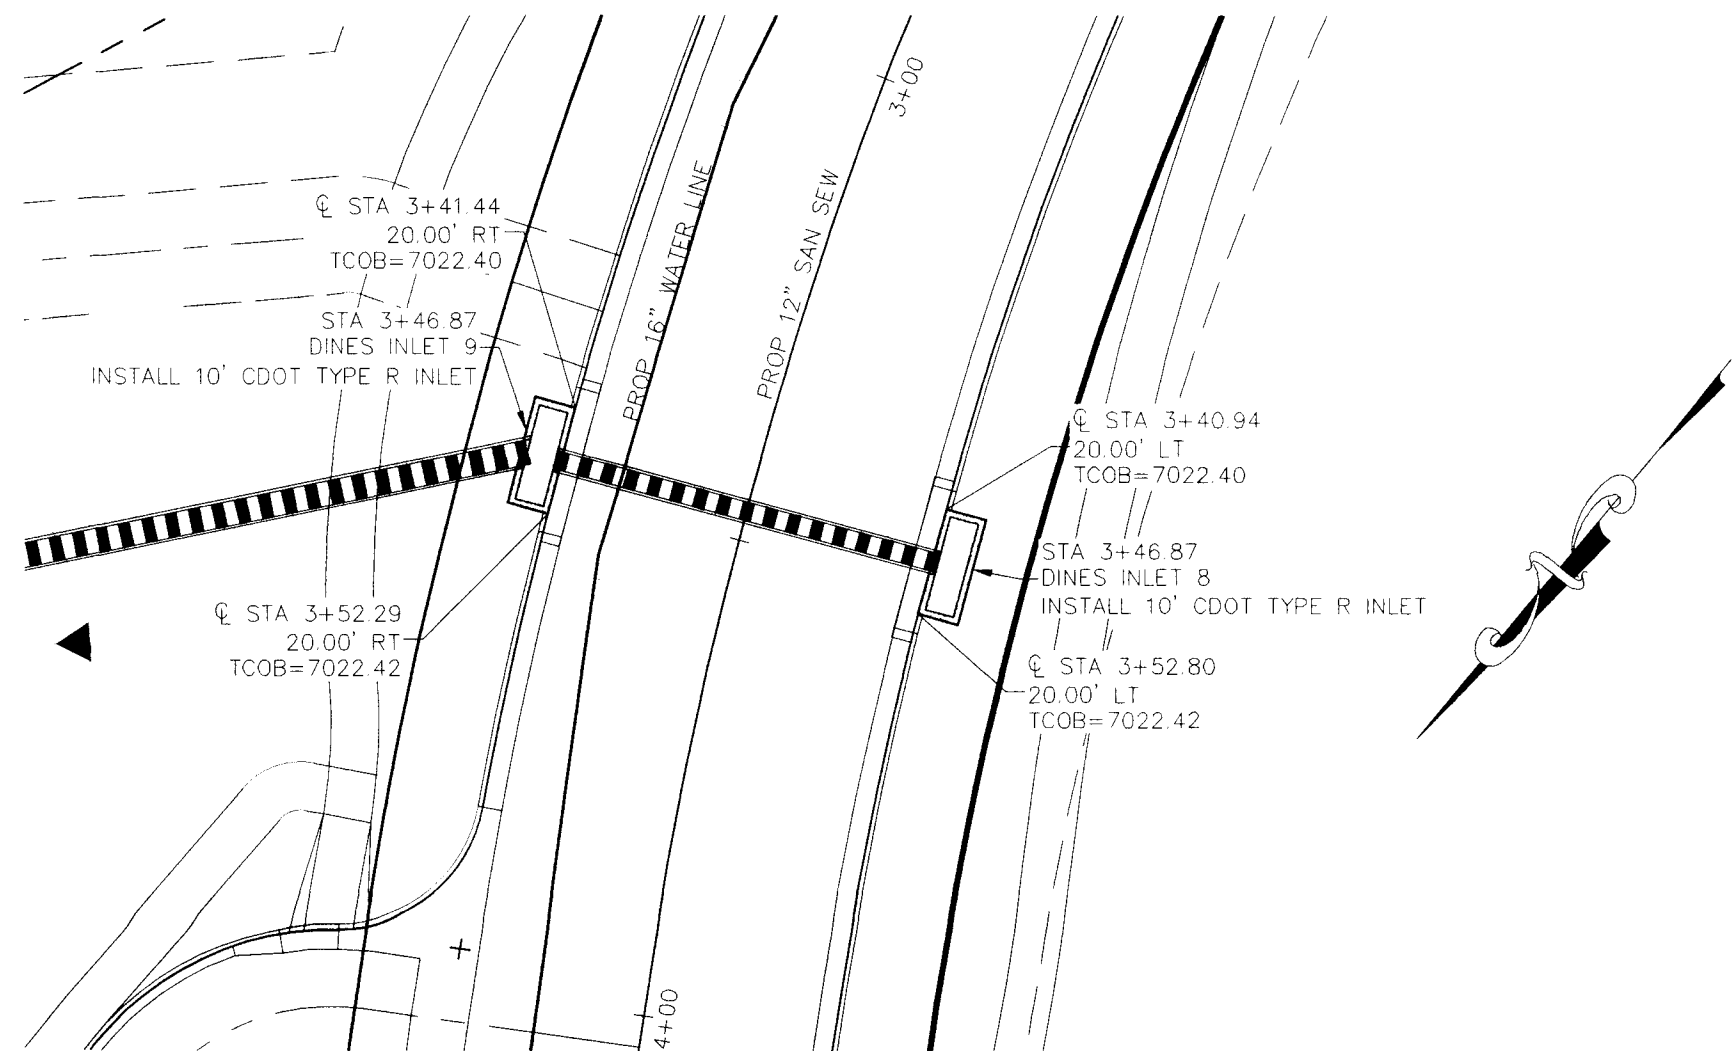 3+00
℄ STA 3+41.44
20.00' RT
TCOB=7022.40
STA 3+46.87
DINES INLET 9
INSTALL 10' CDOT TYPE R INLET
PROP 16" WATER LINE
PROP 12" SAN SEW
℄ STA 3+40.94
20.00' LT
TCOB=7022.40
STA 3+46.87
DINES INLET 8
INSTALL 10' CDOT TYPE R INLET
℄ STA 3+52.29
20.00' RT
TCOB=7022.42
℄ STA 3+52.80
20.00' LT
TCOB=7022.42
N
4+00